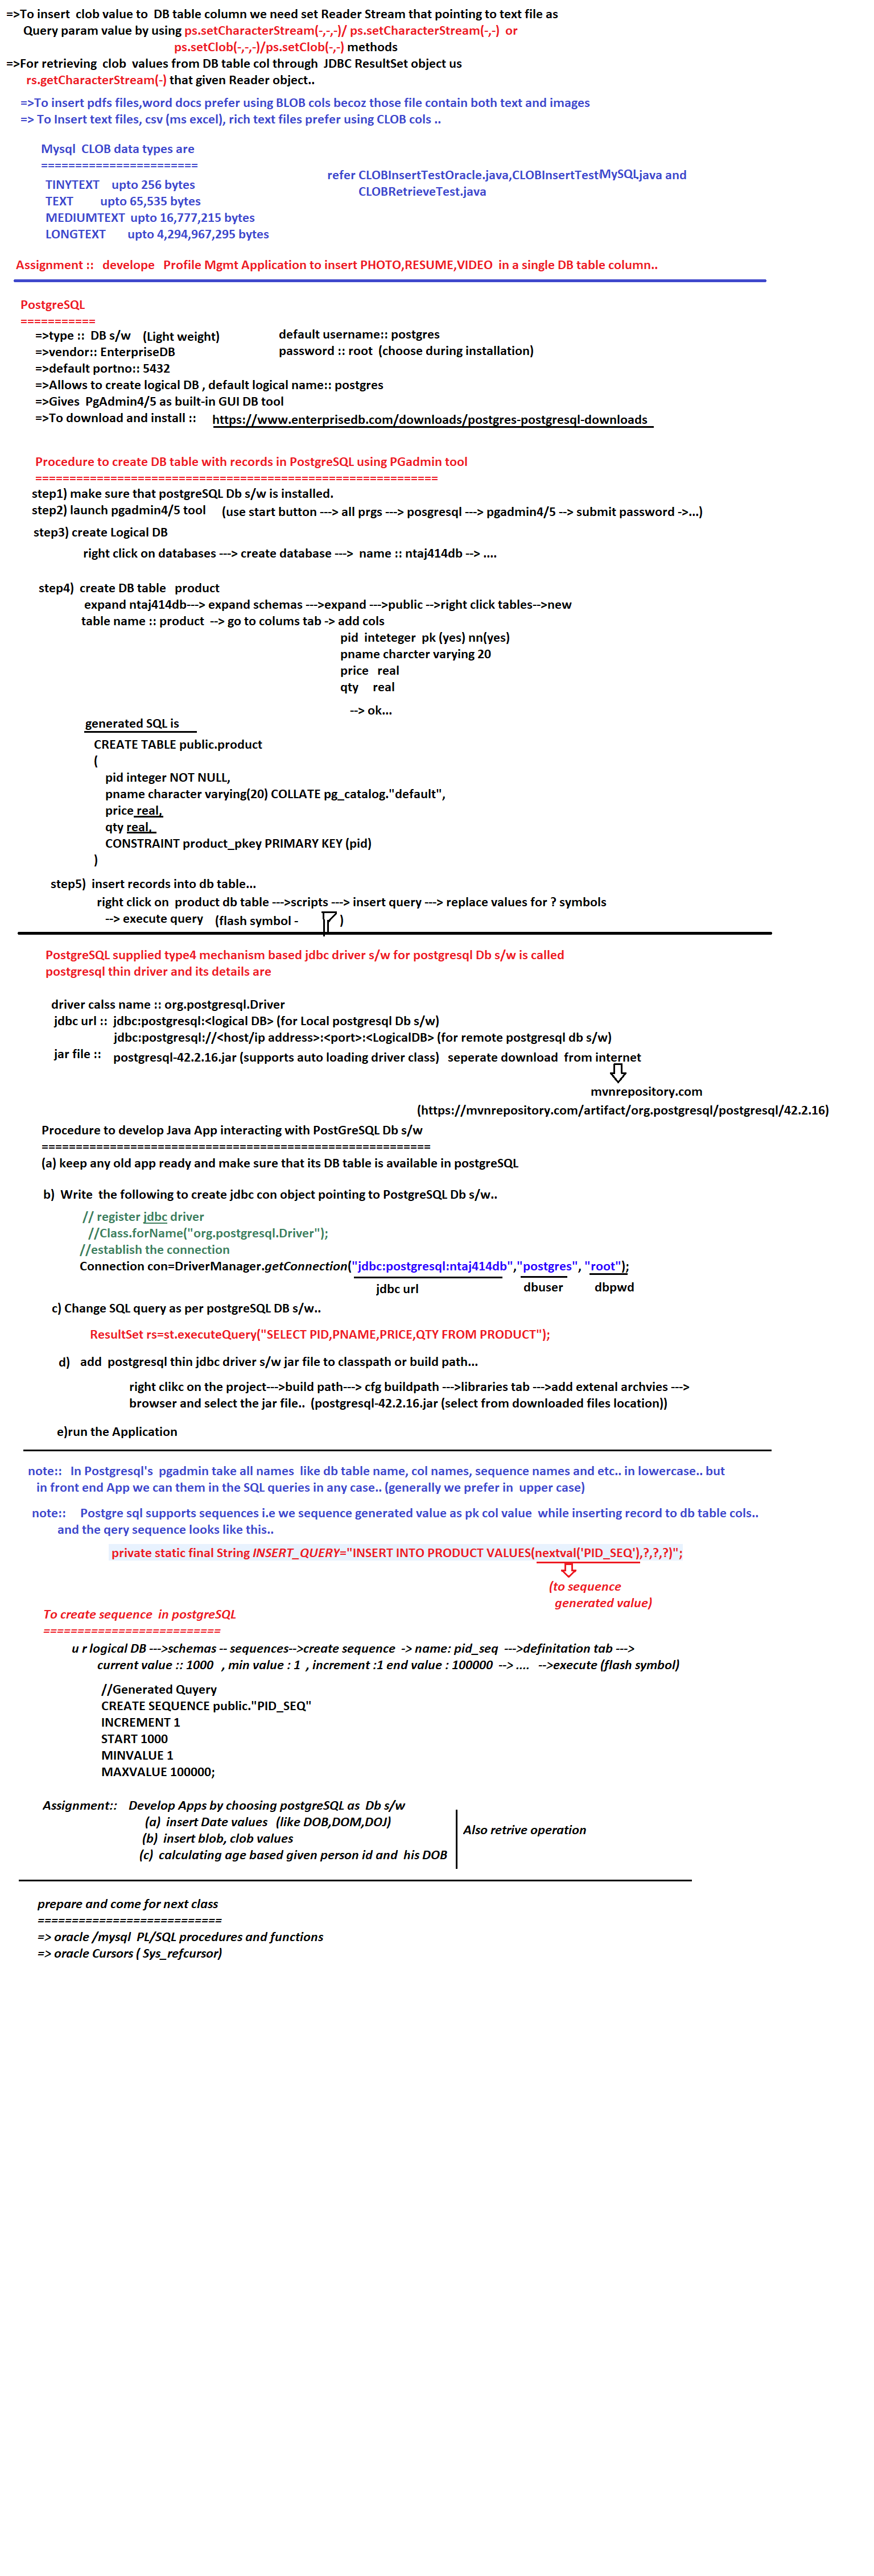 =>To insert clob value to DB table column we need set Reader Stream that pointing to text file as
Query param value by using ps.setCharacterStream(-,-,-)/ ps.setCharacterStream(-,-) or
ps.setClob(-,-,-)/ps.setClob(-,-) methods
=>For retrieving clob values from DB table col through JDBC ResultSet object us
rs.getCharacterStream(-) that given Reader object..
=>To insert pdfs files,word docs prefer using BLOB cols becoz those file contain both text and images
=> To Insert text files, csv (ms excel), rich text files prefer using CLOB cols ..
Mysql CLOB data types are
=======================
TINYTEXT upto 256 bytes
TEXT upto 65,535 bytes
MEDIUMTEXT upto 16,777,215 bytes
LONGTEXT upto 4,294,967,295 bytes
refer CLOBInsertTestOracle.java,CLOBInsertTestMySQLjava and
CLOBRetrieveTest.java
Assignment :: develope Profile Mgmt Application to insert PHOTO,RESUME,VIDEO in a single DB table column..
PostgreSQL
===========
=>type :: DB s/w (Light weight)
=>vendor:: EnterpriseDB
=>default portno:: 5432
=>Allows to create logical DB , default logical name:: postgres
=>Gives PgAdmin4/5 as built-in GUI DB tool
=>To download and install :: https://www.enterprisedb.com/downloads/postgres-postgresql-downloads
default username:: postgres
password :: root (choose during installation)
Procedure to create DB table with records in PostgreSQL using PGadmin tool
===========================================================
step1) make sure that postgreSQL Db s/w is installed.
step2) launch pgadmin4/5 tool (use start button ---> all prgs ---> posgresql ---> pgadmin4/5 --> submit password ->...)
step3) create Logical DB
right click on databases ---> create database ---> name :: ntaj414db --> ....
step4) create DB table product
expand ntaj414db---> expand schemas --->expand --->public -->right click tables-->new
table name :: product --> go to colums tab -> add cols
pid inteteger pk (yes) nn(yes)
pname charcter varying 20
price real
qty real
--> ok...
generated SQL is
CREATE TABLE public.product
(
pid integer NOT NULL,
pname character varying(20) COLLATE pg_catalog."default",
price real,
qty real,
CONSTRAINT product_pkey PRIMARY KEY (pid)
)
step5) insert records into db table...
right click on product db table --->scripts ---> insert query ---> replace values for ? symbols
--> execute query (flash symbol - )
PostgreSQL supplied type4 mechanism based jdbc driver s/w for postgresql Db s/w is called
postgresql thin driver and its details are
driver calss name :: org.postgresql.Driver
jdbc url :: jdbc:postgresql:<logical DB> (for Local postgresql Db s/w)
jdbc:postgresql://<host/ip address>:<port>:<LogicalDB> (for remote postgresql db s/w)
jar file :: postgresql-42.2.16.jar (supports auto loading driver class) seperate download from internet
mvnrepository.com
(https://mvnrepository.com/artifact/org.postgresql/postgresql/42.2.16)
Procedure to develop Java App interacting with PostGreSQL Db s/w
=========================================================
(a) keep any old app ready and make sure that its DB table is available in postgreSQL
b) Write the following to create jdbc con object pointing to PostgreSQL Db s/w..
// register jdbc driver
//Class.forName("org.postgresql.Driver");
//establish the connection
Connection con=DriverManager.getConnection("jdbc:postgresql:ntaj414db","postgres", "root");
jdbc url dbuser dbpwd
c) Change SQL query as per postgreSQL DB s/w..
ResultSet rs=st.executeQuery("SELECT PID,PNAME,PRICE,QTY FROM PRODUCT");
d) add postgresql thin jdbc driver s/w jar file to classpath or build path...
right clikc on the project--->build path---> cfg buildpath --->libraries tab --->add extenal archvies --->
browser and select the jar file.. (postgresql-42.2.16.jar (select from downloaded files location))
e)run the Application
note:: In Postgresql's pgadmin take all names like db table name, col names, sequence names and etc.. in lowercase.. but
in front end App we can them in the SQL queries in any case.. (generally we prefer in upper case)
note:: Postgre sql supports sequences i.e we sequence generated value as pk col value while inserting record to db table cols..
and the qery sequence looks like this..
private static final String INSERT_QUERY="INSERT INTO PRODUCT VALUES(nextval('PID_SEQ'),?,?,?)";
(to sequence
generated value)
To create sequence in postgreSQL
==========================
u r logical DB --->schemas -- sequences-->create sequence -> name: pid_seq --->definitation tab --->
current value :: 1000 , min value : 1 , increment :1 end value : 100000 --> .... -->execute (flash symbol)
//Generated Quyery
CREATE SEQUENCE public."PID_SEQ"
INCREMENT 1
START 1000
MINVALUE 1
MAXVALUE 100000;
Assignment:: Develop Apps by choosing postgreSQL as Db s/w
(a) insert Date values (like DOB,DOM,DOJ)
(b) insert blob, clob values
(c) calculating age based given person id and his DOB
Also retrive operation
prepare and come for next class
===========================
=> oracle /mysql PL/SQL procedures and functions
=> oracle Cursors ( Sys_refcursor)